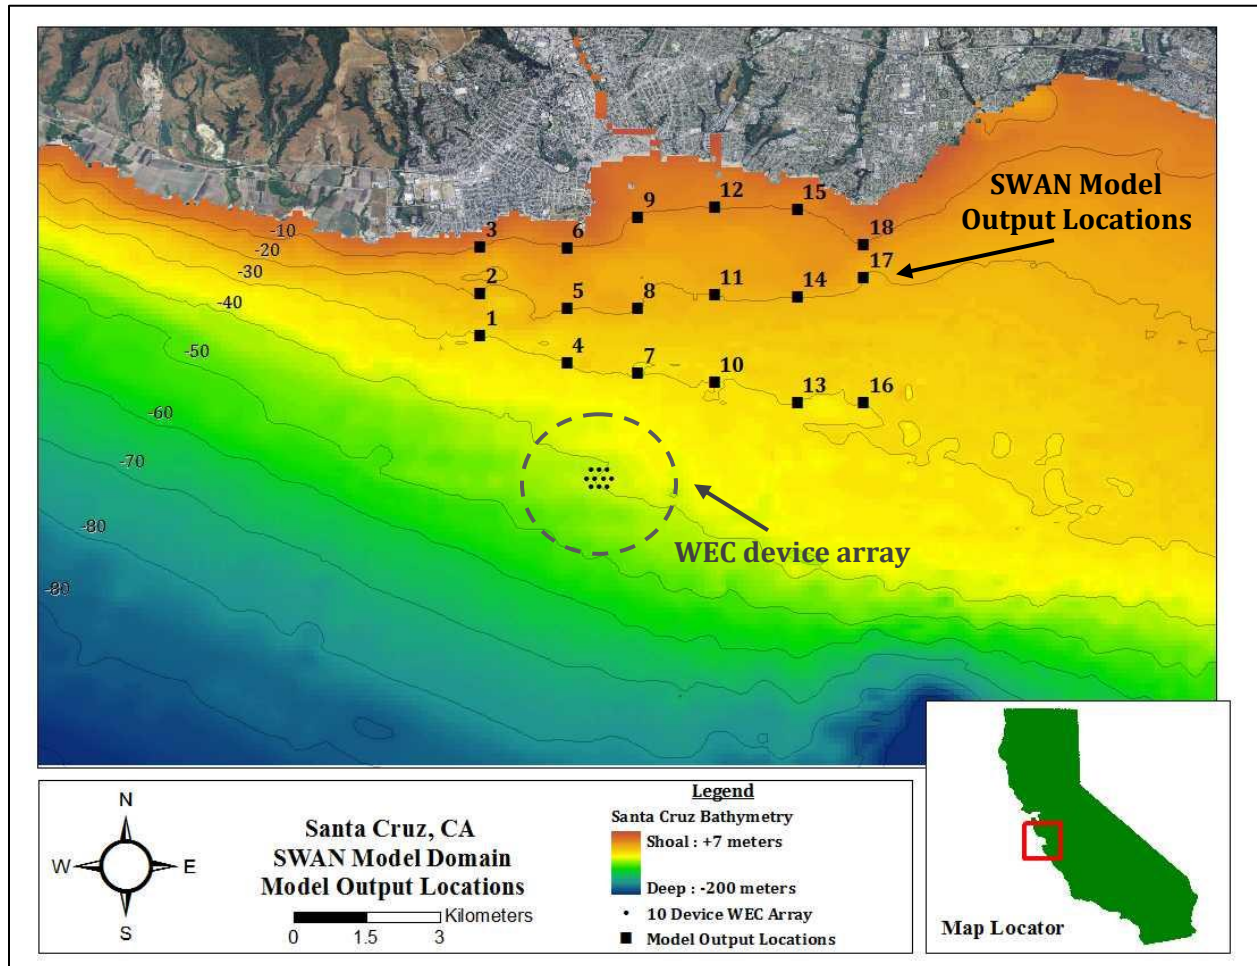 12
15
9
SWAN Model
Output Locations
3
6
18
-10
-20
17
-30
2
5
8
11
14
-40
1
-50
4
7
10
13
16
-60
-70
-80
WEC device array
-80
N
W
E
S
Santa Cruz, CA
SWAN Model Domain
Model Output Locations
Kilometers
0 1.5 3
Legend
Santa Cruz Bathymetry
Shoal : +7 meters
Deep : -200 meters
10 Device WEC Array
Model Output Locations
Map Locator